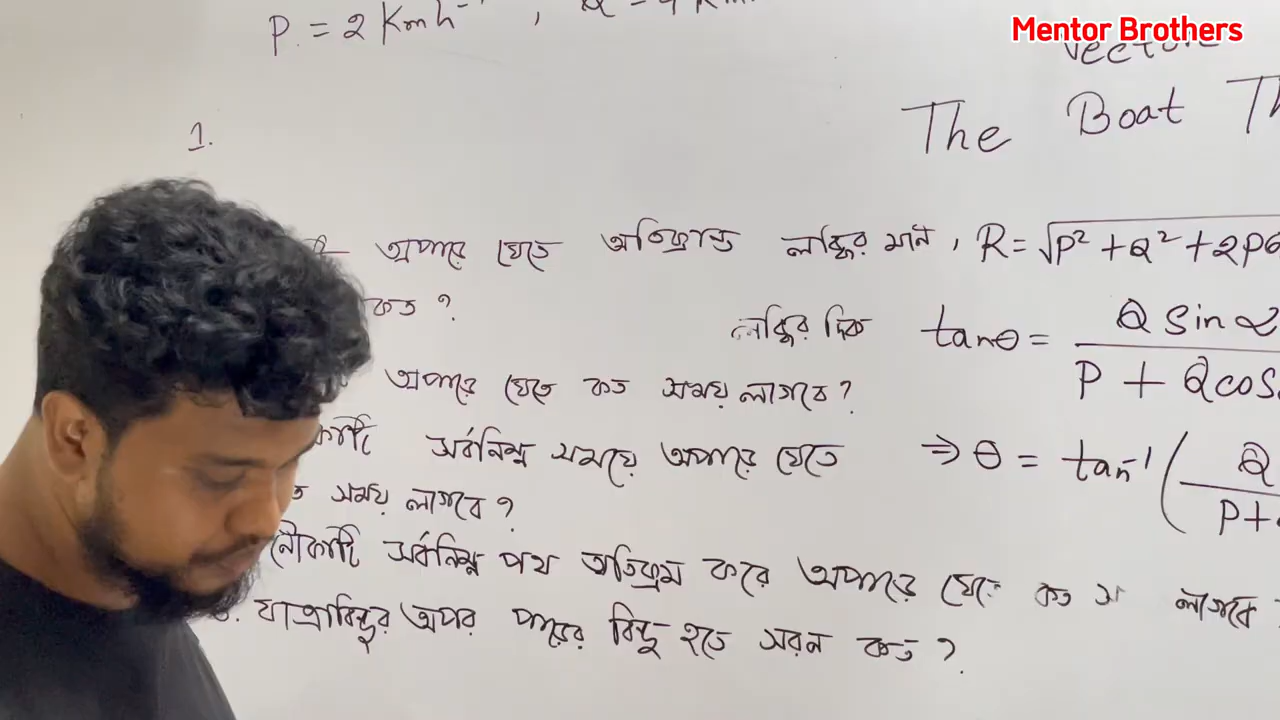 P = 2 Kmh⁻¹ ,
Mentor Brothers
Vector
1.
The Boat Th
অপারে যেতে অতিক্রান্ত
কত ?
লব্ধির মান , R = √P² + Q² + 2PQ
লব্ধির দিক tanθ = Q sin α / P + Q cos
অপারে যেতে কত সময় লাগবে ?
সর্বনিম্ন সময়ে অপারে যেতে
সময় লাগবে ?
⇒ θ = tan⁻¹ ( Q / P +
নৌকাটি সর্বনিম্ন পথ অতিক্রম করে অপারে যেতে কত স লাগবে ?
যাত্রাবিন্দুর অপর পাড়ের বিন্দু হতে সরন কত ?